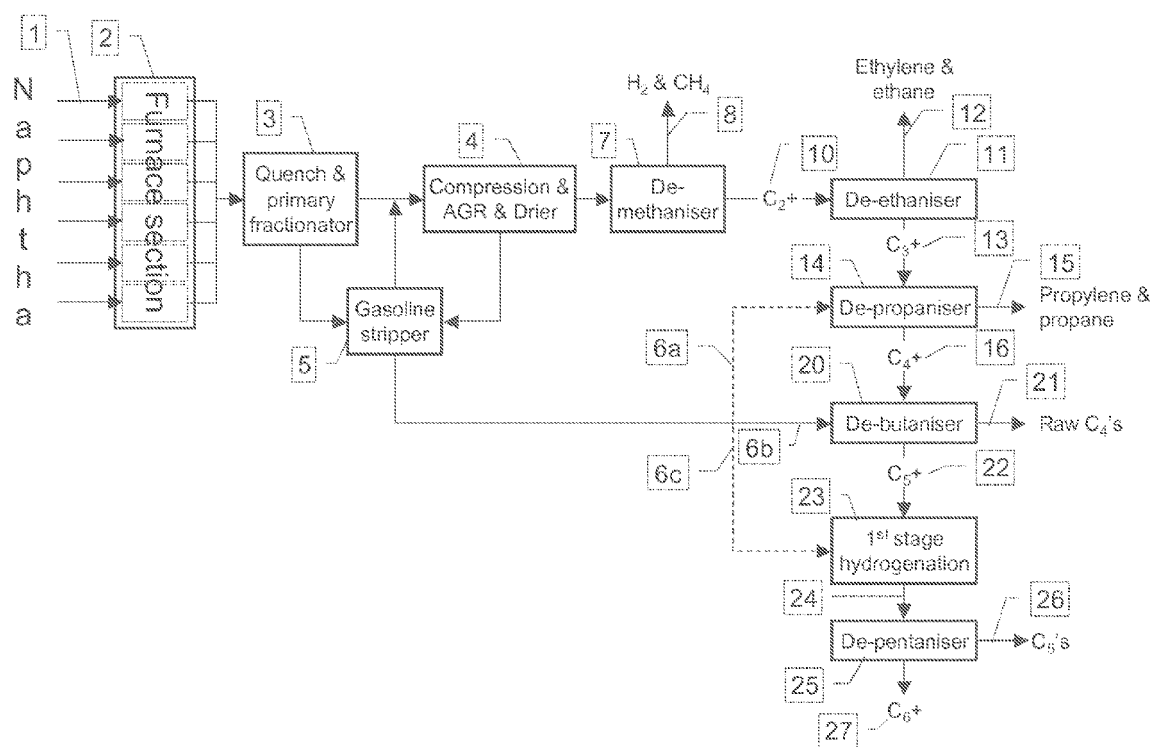 1
2
Naphtha
Furnace section
3
Quench &
primary
fractionator
4
Compression &
AGR & Drier
5
Gasoline
stripper
H₂ & CH₄
8
7
De-
methaniser
Ethylene &
ethane
12
10
C₂+
11
De-ethaniser
C₃+
13
14
De-propaniser
15
Propylene &
propane
6a
C₄+
16
20
De-butaniser
21
Raw C₄'s
6b
6c
C₅+
22
23
1ˢᵗ stage
hydrogenation
24
26
De-pentaniser
C₅'s
25
27
C₆+